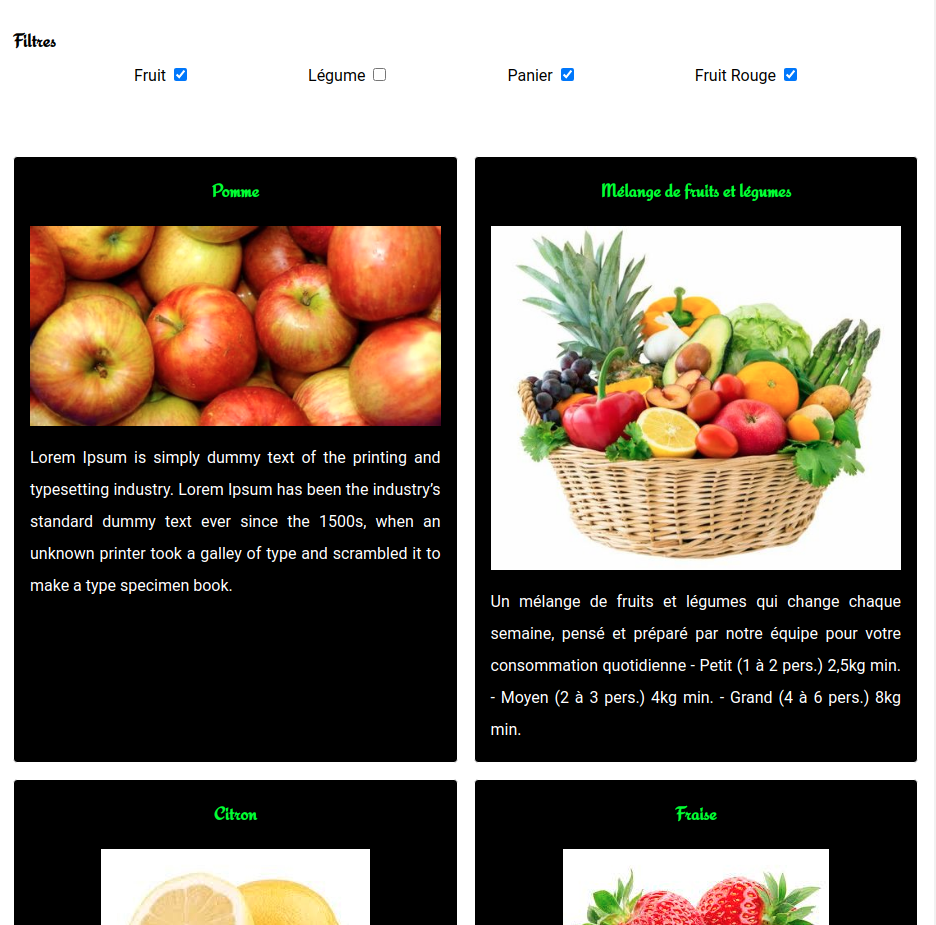 Filtres
Fruit
Légume
Panier
Fruit Rouge
Pomme
Lorem Ipsum is simply dummy text of the printing and
typesetting industry. Lorem Ipsum has been the industry’s
standard dummy text ever since the 1500s, when an
unknown printer took a galley of type and scrambled it to
make a type specimen book.
Mélange de fruits et légumes
Un mélange de fruits et légumes qui change chaque
semaine, pensé et préparé par notre équipe pour votre
consommation quotidienne - Petit (1 à 2 pers.) 2,5kg min.
- Moyen (2 à 3 pers.) 4kg min. - Grand (4 à 6 pers.) 8kg
min.
Citron
Fraise